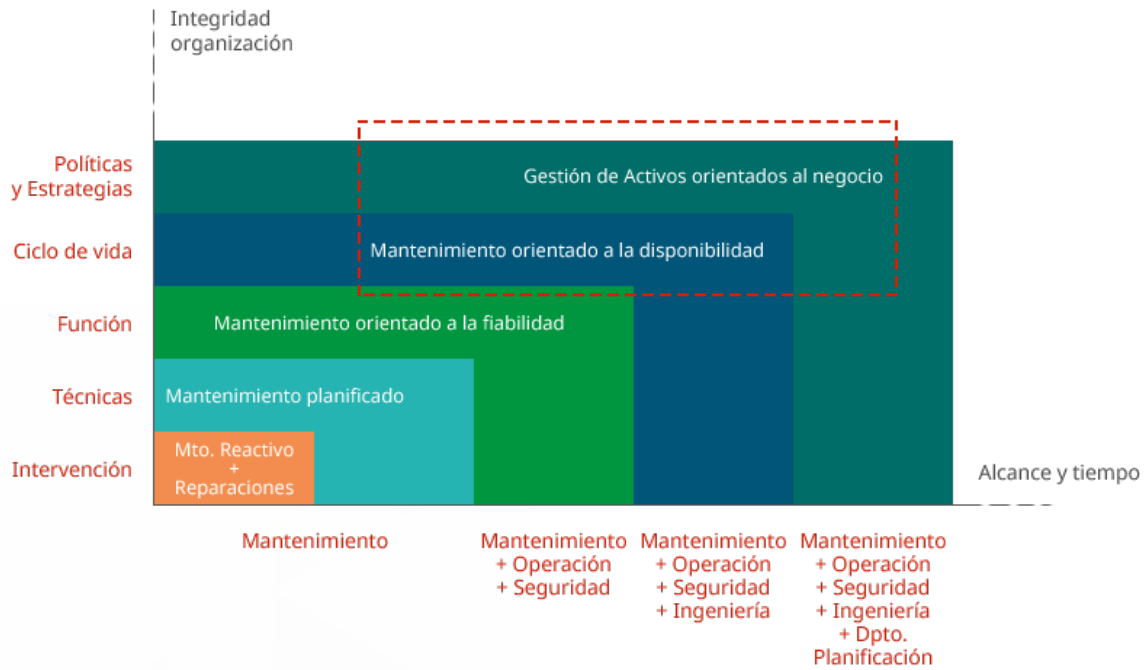 Integridad
organización
Políticas
y Estrategias
Gestión de Activos orientados al negocio
Ciclo de vida
Mantenimiento orientado a la disponibilidad
Función
Mantenimiento orientado a la fiabilidad
Técnicas
Mantenimiento planificado
Intervención
Mto. Reactivo
+
Reparaciones
Alcance y tiempo
Mantenimiento
Mantenimiento
+ Operación
+ Seguridad
Mantenimiento
+ Operación
+ Seguridad
+ Ingeniería
Mantenimiento
+ Operación
+ Seguridad
+ Ingeniería
+ Dpto.
Planificación